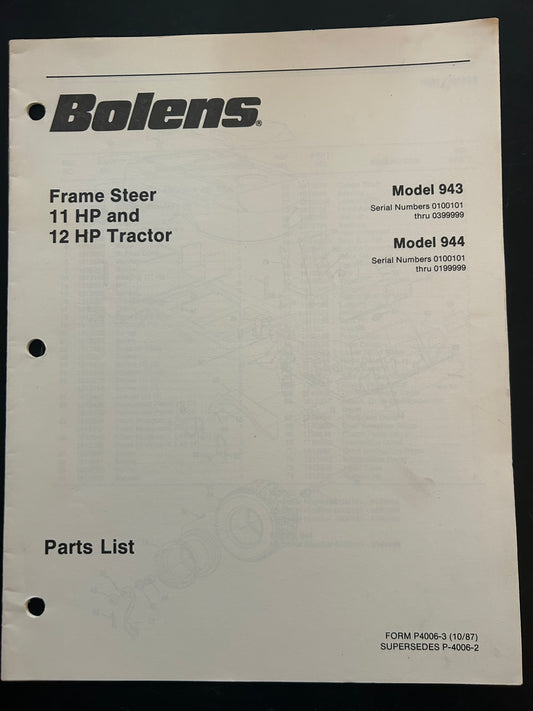 Bolens®
Frame Steer
11 HP and
12 HP Tractor
Model 943
Serial Numbers 0100101
thru 0399999
Model 944
Serial Numbers 0100101
thru 0199999
Parts List
FORM P4006-3 (10/87)
SUPERSEDES P-4006-2